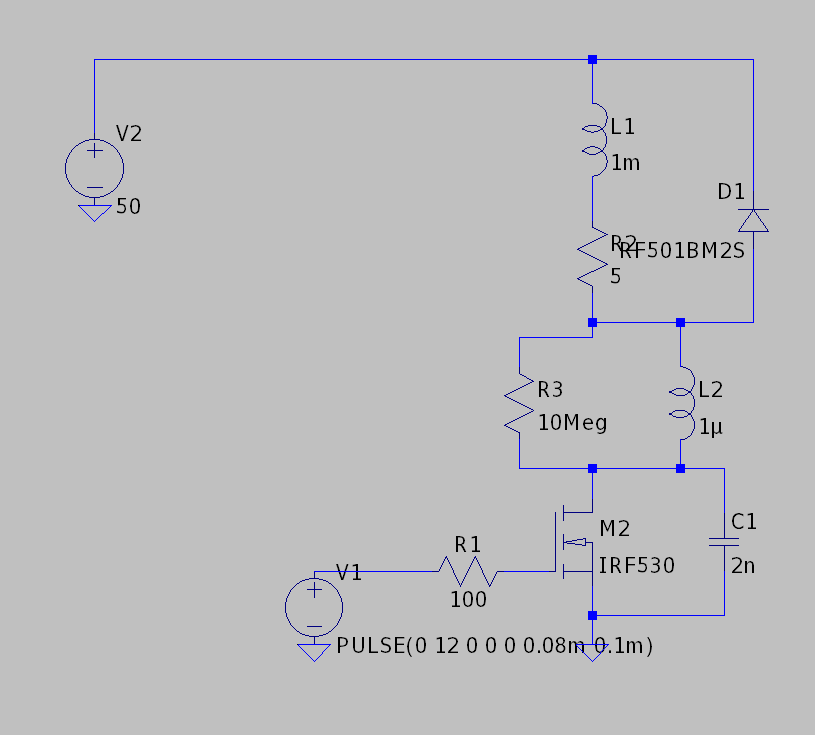 V2
50
L1
1m
D1
R2
RF501BM2S
5
R3
10Meg
L2
1µ
M2
IRF530
C1
2n
R1
100
V1
PULSE(0 12 0 0 0 0.08m 0.1m)